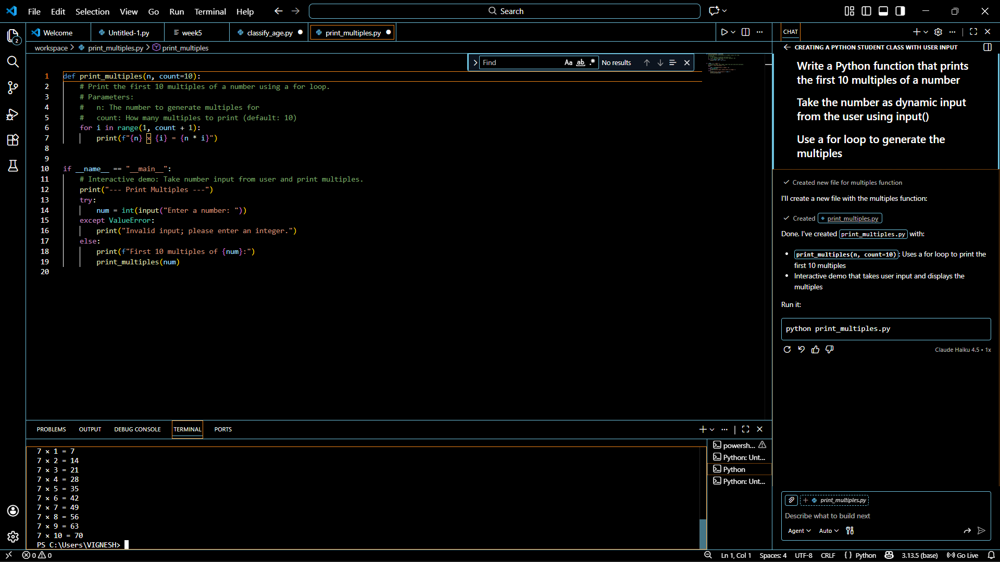 File Edit Selection View Go Run Terminal Help Search
2
Welcome Untitled-1.py week5 classify_age.py print_multiples.py
workspace > print_multiples.py > print_multiples
Find Aa ab .* No results
1 def print_multiples(n, count=10):
2 # Print the first 10 multiples of a number using a for loop.
3 # Parameters:
4 #   n: The number to generate multiples for
5 #   count: How many multiples to print (default: 10)
6 for i in range(1, count + 1):
7 print(f"{n} × {i} = {n * i}")
8
9
10 if __name__ == "__main__":
11 # Interactive demo: Take number input from user and print multiples.
12 print("--- Print Multiples ---")
13 try:
14 num = int(input("Enter a number: "))
15 except ValueError:
16 print("Invalid input; please enter an integer.")
17 else:
18 print(f"First 10 multiples of {num}:")
19 print_multiples(num)
20
PROBLEMS OUTPUT DEBUG CONSOLE TERMINAL PORTS
7 × 1 = 7
7 × 2 = 14
7 × 3 = 21
7 × 4 = 28
7 × 5 = 35
7 × 6 = 42
7 × 7 = 49
7 × 8 = 56
7 × 9 = 63
7 × 10 = 70
PS C:\Users\VIGNESH>
powersh...
Python: Unt...
Python
Python: Unt...
CHAT
CREATING A PYTHON STUDENT CLASS WITH USER INPUT
Write a Python function that prints
the first 10 multiples of a number
Take the number as dynamic input
from the user using input()
Use a for loop to generate the
multiples
Created new file for multiples function
I'll create a new file with the multiples function:
Created print_multiples.py
Done. I've created print_multiples.py with:
• print_multiples(n, count=10): Uses a for loop to print the
first 10 multiples
• Interactive demo that takes user input and displays the
multiples
Run it:
python print_multiples.py
Claude Haiku 4.5 • 1x
+ print_multiples.py
Describe what to build next
Agent Auto
0 0 Ln 1, Col 1 Spaces: 4 UTF-8 CRLF { } Python 3.13.5 (base) Go Live